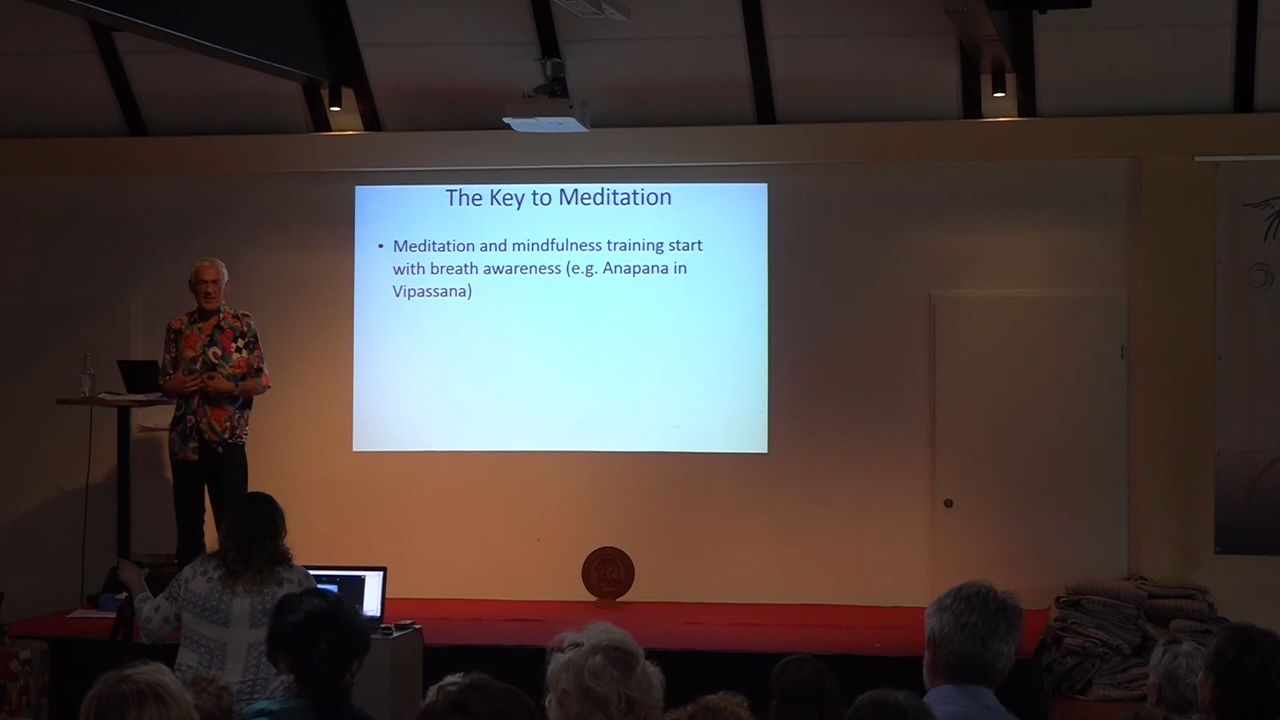 The Key to Meditation
• Meditation and mindfulness training start
with breath awareness (e.g. Anapana in
Vipassana)